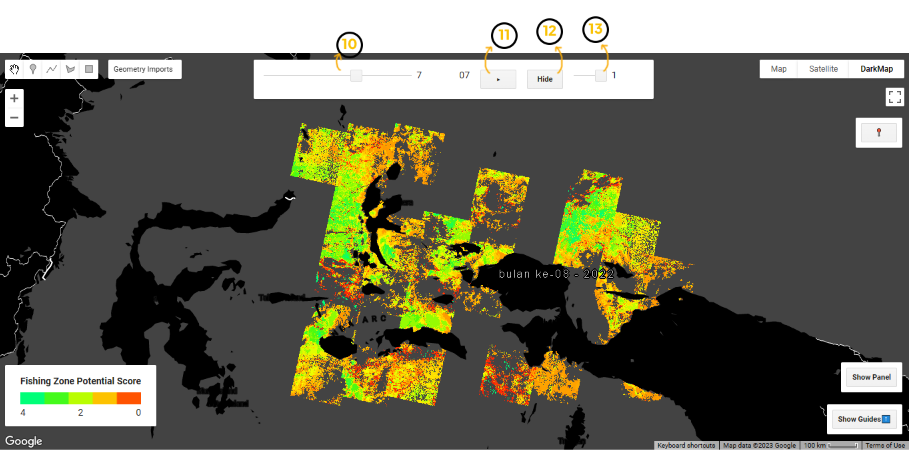 10
11
12
13
Geometry Imports
7
07
Hide
1
Map
Satellite
DarkMap
+
−
bulan ke-08 - 2022
ARC
Fishing Zone Potential Score
4
2
0
Show Panel
Show Guides
Google
Keyboard shortcuts
Map data ©2023 Google
100 km
Terms of Use